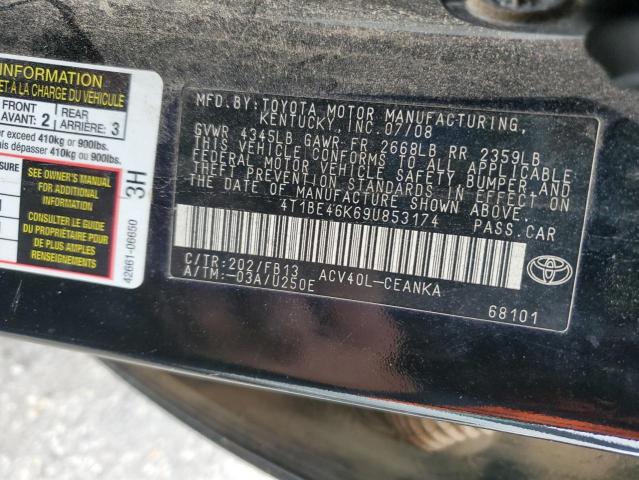 INFORMATION
ET À LA CHARGE DU VÉHICULE
FRONT
AVANT: 2
REAR
ARRIÈRE: 3
er exceed 410kg or 900lbs.
is dépasser 410kg ou 900lbs.
SURE
SEE OWNER'S MANUAL
FOR ADDITIONAL
INFORMATION
CONSULTER LE GUIDE
DU PROPRIÉTAIRE POUR
DE PLUS AMPLES
RENSEIGNEMENTS
3H
42661-06650
MFD. BY: TOYOTA MOTOR MANUFACTURING,
KENTUCKY, INC. 07/08
GVWR 4345LB GAWR FR 2668LB RR 2359LB
THIS VEHICLE CONFORMS TO ALL APPLICABLE
FEDERAL MOTOR VEHICLE SAFETY, BUMPER, AND
THEFT PREVENTION STANDARDS IN EFFECT ON
THE DATE OF MANUFACTURE SHOWN ABOVE.
4T1BE46K69U853174 PASS. CAR
C/TR: 202/FB13 ACV40L-CEANKA
A/TM: -03A/U250E
TOYOTA
68101